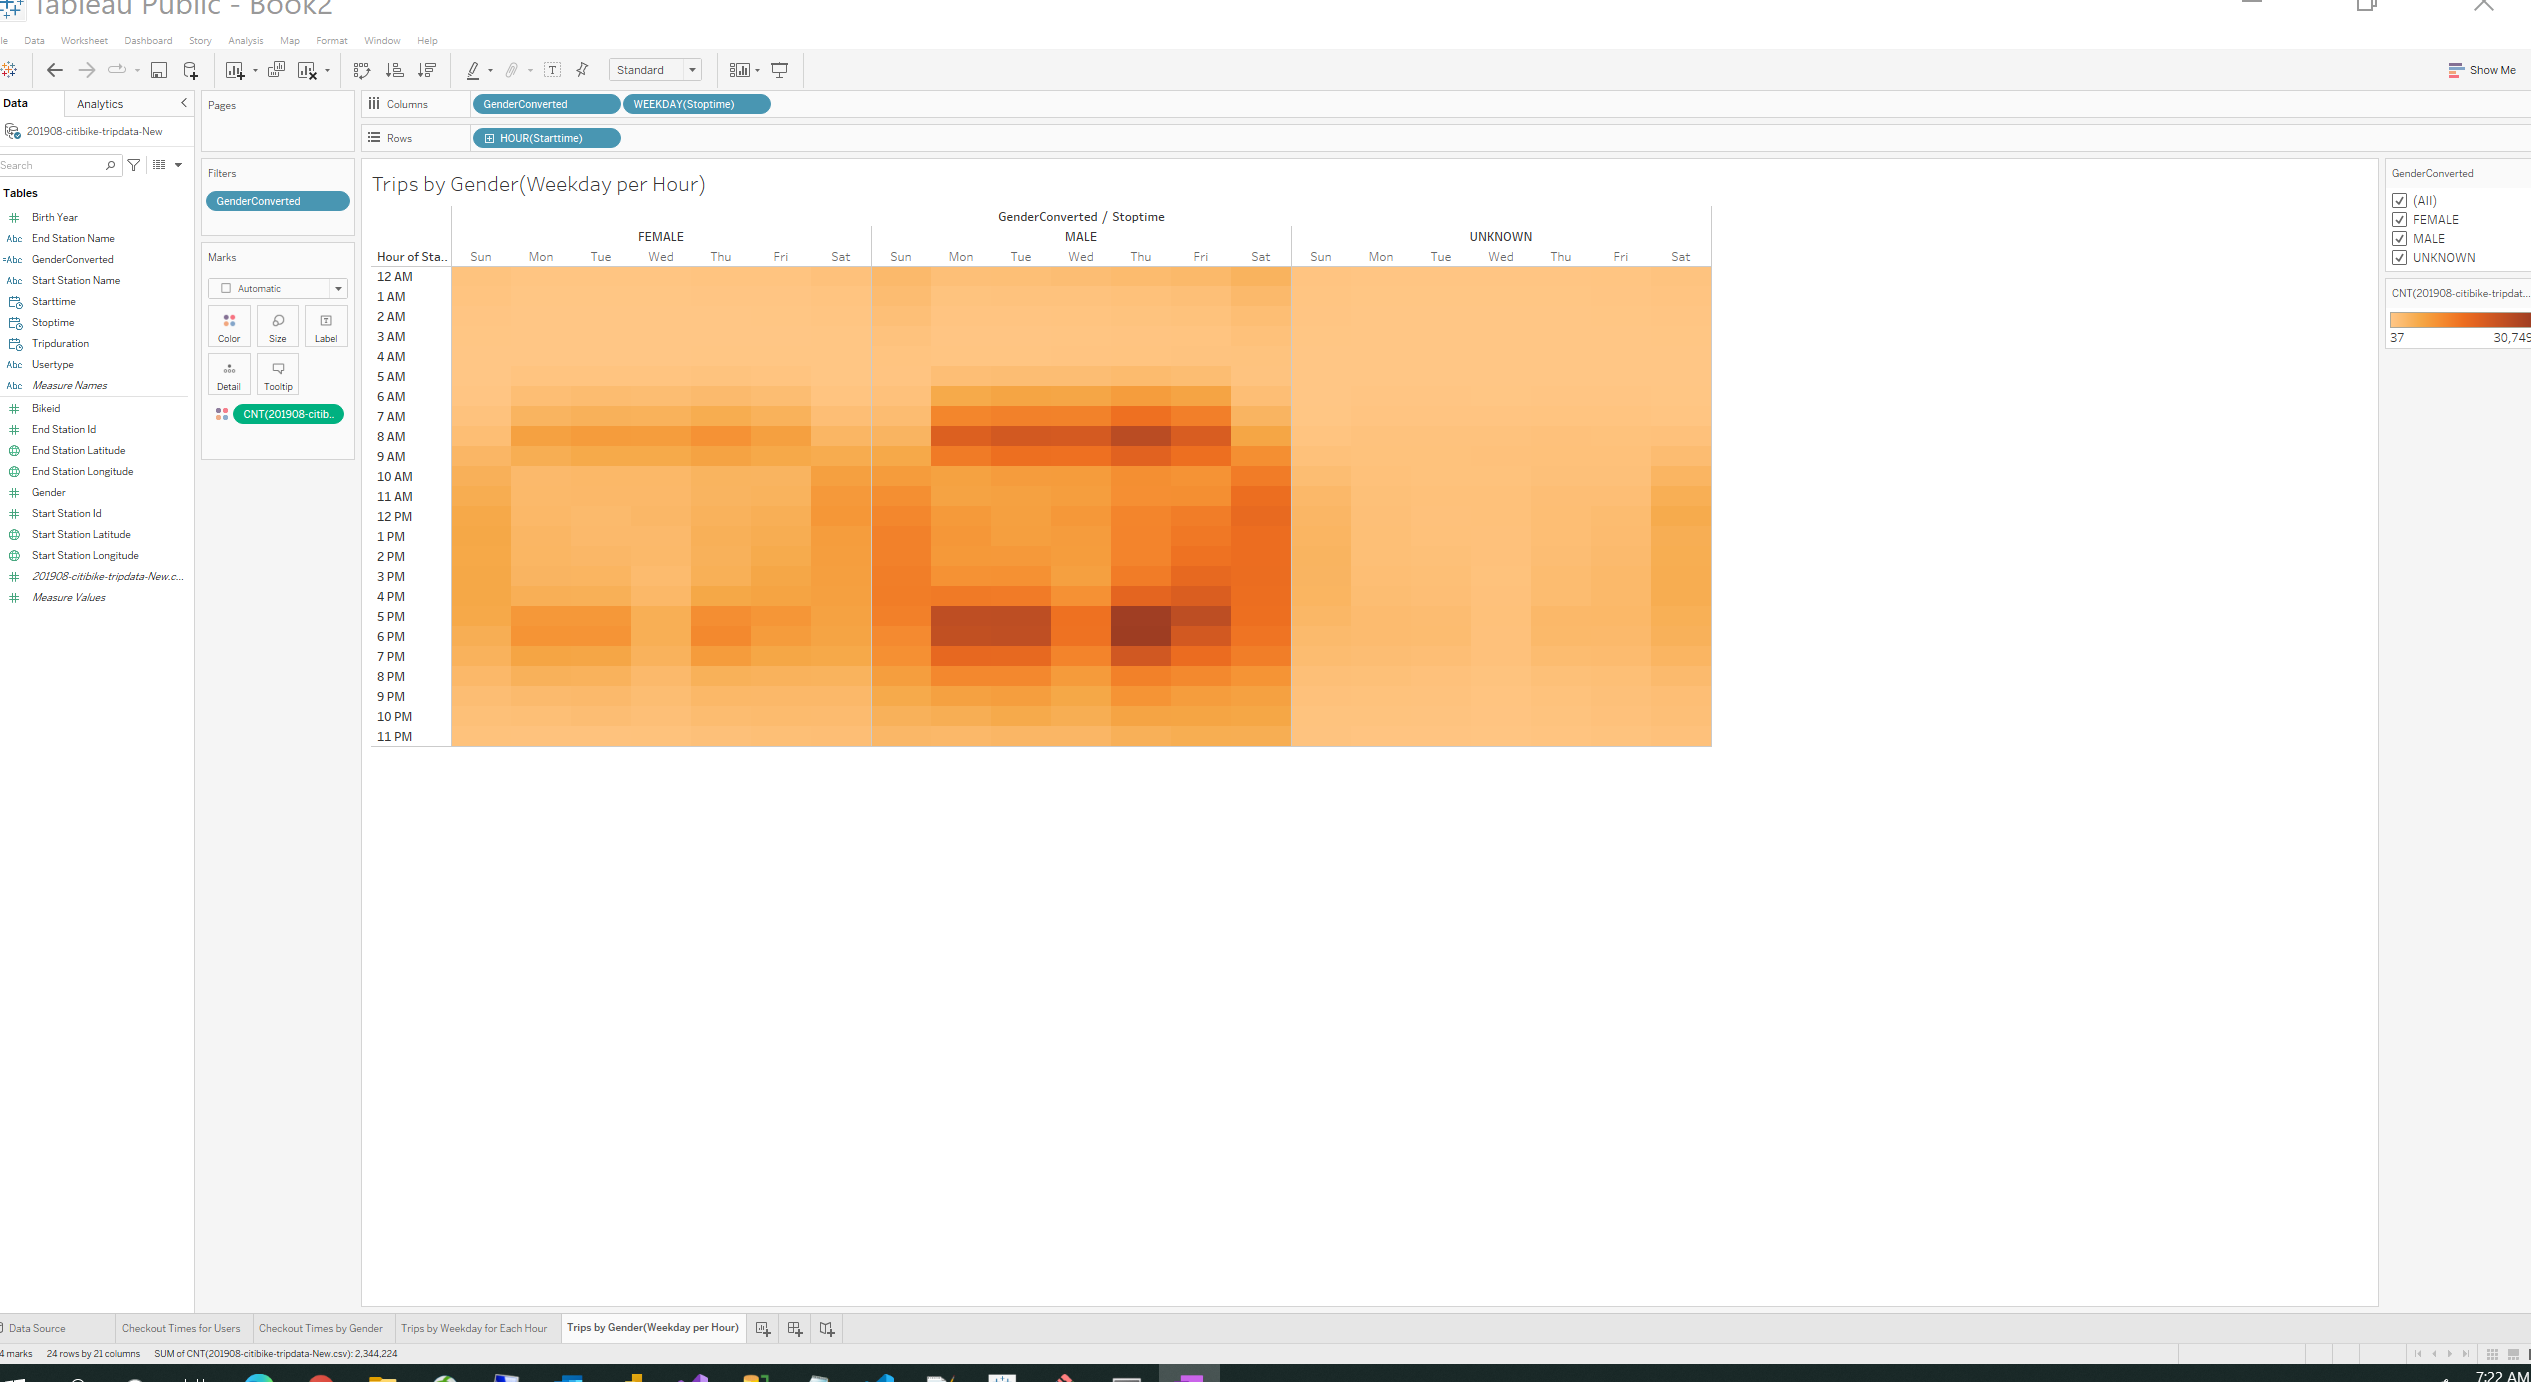 Tableau Public - Book2
Data Worksheet Dashboard Story Analysis Map Format Window Help
Standard
Show Me
Data Analytics
201908-citibike-tripdata-New
Search
Tables
# Birth Year
Abc End Station Name
=Abc GenderConverted
Abc Start Station Name
Starttime
Stoptime
Tripduration
Abc Usertype
Abc Measure Names
# Bikeid
# End Station Id
End Station Latitude
End Station Longitude
# Gender
# Start Station Id
Start Station Latitude
Start Station Longitude
# 201908-citibike-tripdata-New.c...
# Measure Values
Pages
Filters
GenderConverted
Marks
Automatic
Color Size Label
Detail Tooltip
CNT(201908-citib..
Columns GenderConverted WEEKDAY(Stoptime)
Rows HOUR(Starttime)
Trips by Gender(Weekday per Hour)
GenderConverted / Stoptime
FEMALE MALE UNKNOWN
Hour of Sta.. Sun Mon Tue Wed Thu Fri Sat Sun Mon Tue Wed Thu Fri Sat Sun Mon Tue Wed Thu Fri Sat
12 AM
1 AM
2 AM
3 AM
4 AM
5 AM
6 AM
7 AM
8 AM
9 AM
10 AM
11 AM
12 PM
1 PM
2 PM
3 PM
4 PM
5 PM
6 PM
7 PM
8 PM
9 PM
10 PM
11 PM
GenderConverted
(All)
FEMALE
MALE
UNKNOWN
CNT(201908-citibike-tripdat...
37 30,749
Data Source Checkout Times for Users Checkout Times by Gender Trips by Weekday for Each Hour Trips by Gender(Weekday per Hour)
4 marks 24 rows by 21 columns SUM of CNT(201908-citibike-tripdata-New.csv): 2,344,224
7:22 AM